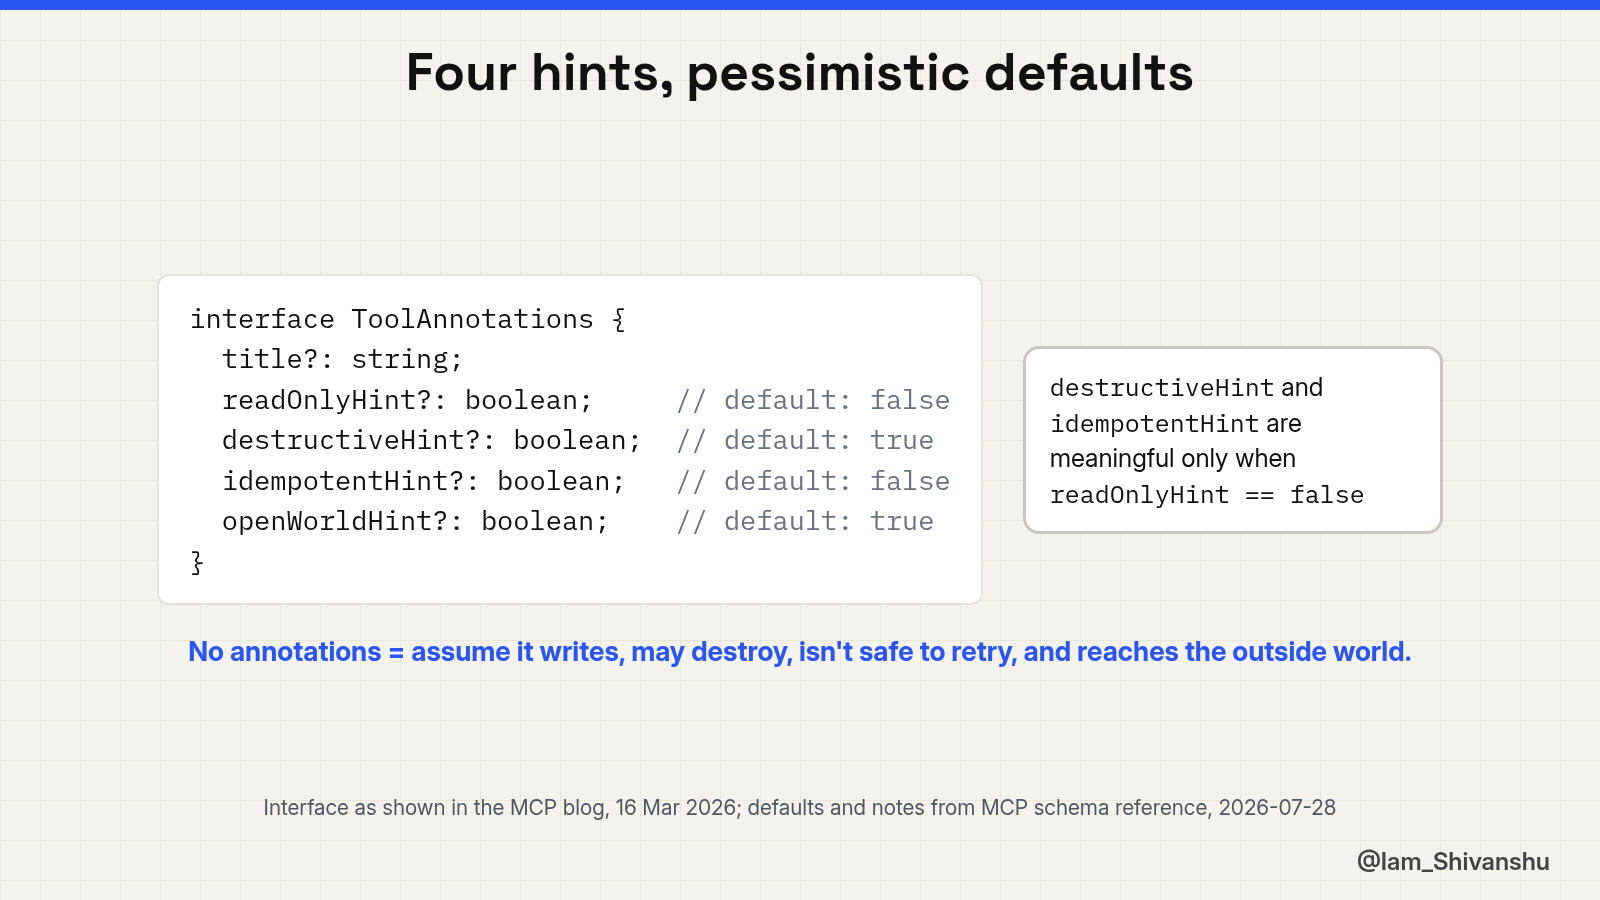 Four hints, pessimistic defaults
interface ToolAnnotations {
  title?: string;
  readOnlyHint?: boolean;     // default: false
  destructiveHint?: boolean;  // default: true
  idempotentHint?: boolean;   // default: false
  openWorldHint?: boolean;    // default: true
}
destructiveHint and
idempotentHint are
meaningful only when
readOnlyHint == false
No annotations = assume it writes, may destroy, isn't safe to retry, and reaches the outside world.
Interface as shown in the MCP blog, 16 Mar 2026; defaults and notes from MCP schema reference, 2026-07-28
@Iam_Shivanshu